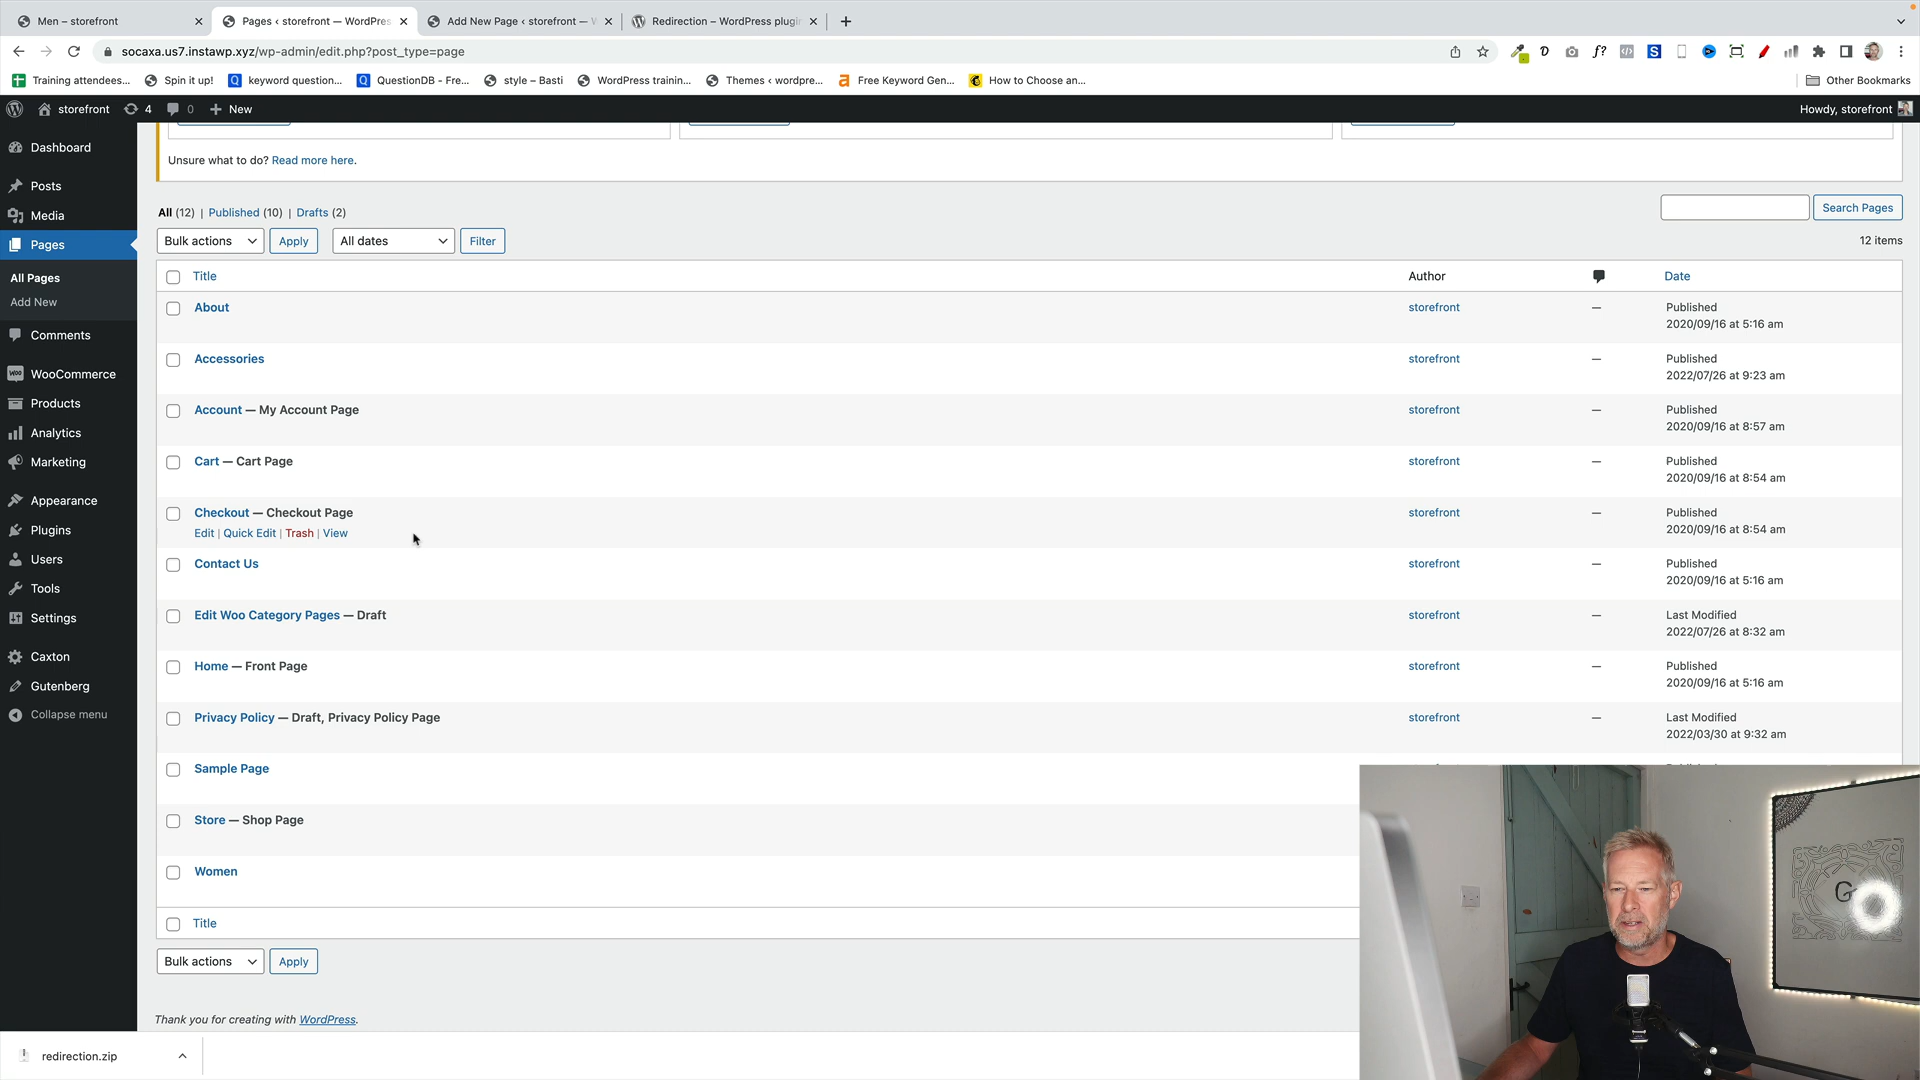 Men – storefront
Pages ‹ storefront — WordPres
Add New Page ‹ storefront — W
Redirection – WordPress plugi
socaxa.us7.instawp.xyz/wp-admin/edit.php?post_type=page
Training attendees...
Spin it up!
keyword question...
QuestionDB - Fre...
style – Basti
WordPress trainin...
Themes ‹ wordpre...
Free Keyword Gen...
How to Choose an...
Other Bookmarks
storefront
4
0
New
Howdy, storefront
Dashboard
Posts
Media
Pages
All Pages
Add New
Comments
WooCommerce
Products
Analytics
Marketing
Appearance
Plugins
Users
Tools
Settings
Caxton
Gutenberg
Collapse menu
Unsure what to do? Read more here.
All (12) | Published (10) | Drafts (2)
Search Pages
Bulk actions
Apply
All dates
Filter
12 items
Title
Author
Date
About
storefront
—
Published
2020/09/16 at 5:16 am
Accessories
storefront
—
Published
2022/07/26 at 9:23 am
Account — My Account Page
storefront
—
Published
2020/09/16 at 8:57 am
Cart — Cart Page
storefront
—
Published
2020/09/16 at 8:54 am
Checkout — Checkout Page
storefront
—
Published
2020/09/16 at 8:54 am
Edit | Quick Edit | Trash | View
Contact Us
storefront
—
Published
2020/09/16 at 5:16 am
Edit Woo Category Pages — Draft
storefront
—
Last Modified
2022/07/26 at 8:32 am
Home — Front Page
storefront
—
Published
2020/09/16 at 5:16 am
Privacy Policy — Draft, Privacy Policy Page
storefront
—
Last Modified
2022/03/30 at 9:32 am
Sample Page
Store — Shop Page
Women
Title
Bulk actions
Apply
Thank you for creating with WordPress.
redirection.zip